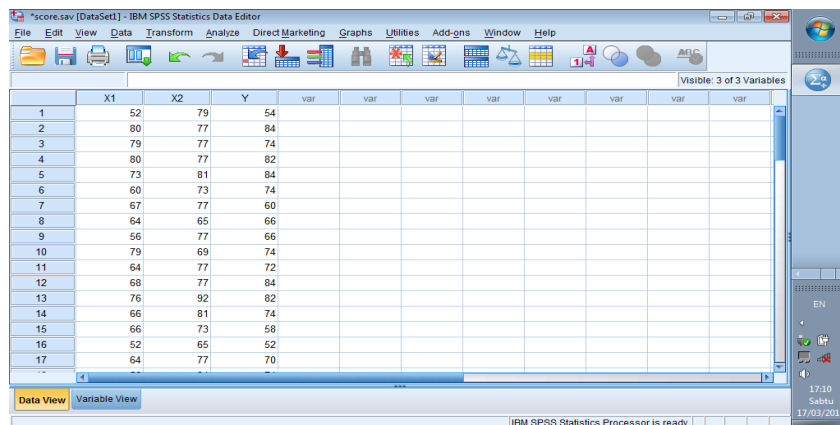 *score.sav [DataSet1] - IBM SPSS Statistics Data Editor
File Edit View Data Transform Analyze Direct Marketing Graphs Utilities Add-ons Window Help
Visible: 3 of 3 Variables
X1 X2 Y var var var var var var var
1 52 79 54
2 80 77 84
3 79 77 74
4 80 77 82
5 73 81 84
6 60 73 74
7 67 77 60
8 64 65 66
9 56 77 66
10 79 69 74
11 64 77 72
12 68 77 84
13 76 92 82
14 66 81 74
15 66 73 58
16 52 65 52
17 64 77 70
Data View Variable View
IBM SPSS Statistics Processor is ready
EN
17:10
Sabtu
17/03/201